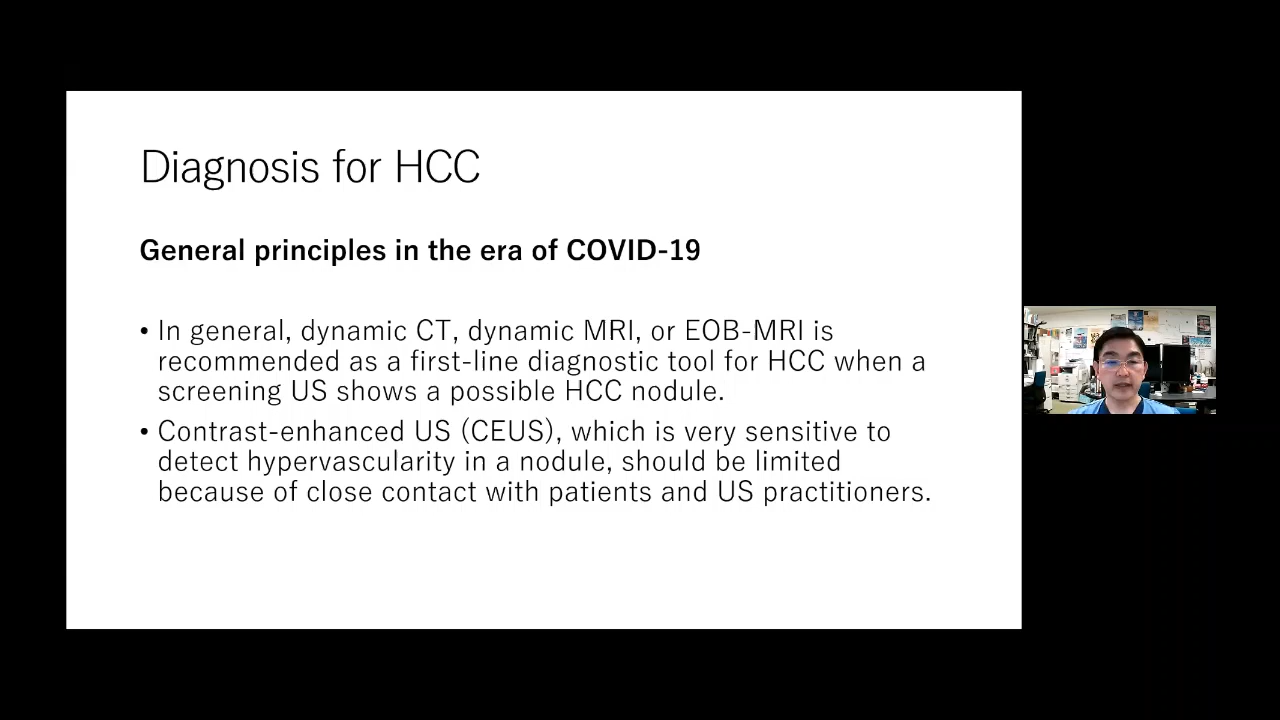 Diagnosis for HCC
General principles in the era of COVID-19
• In general, dynamic CT, dynamic MRI, or EOB-MRI is
recommended as a first-line diagnostic tool for HCC when a
screening US shows a possible HCC nodule.
• Contrast-enhanced US (CEUS), which is very sensitive to
detect hypervascularity in a nodule, should be limited
because of close contact with patients and US practitioners.